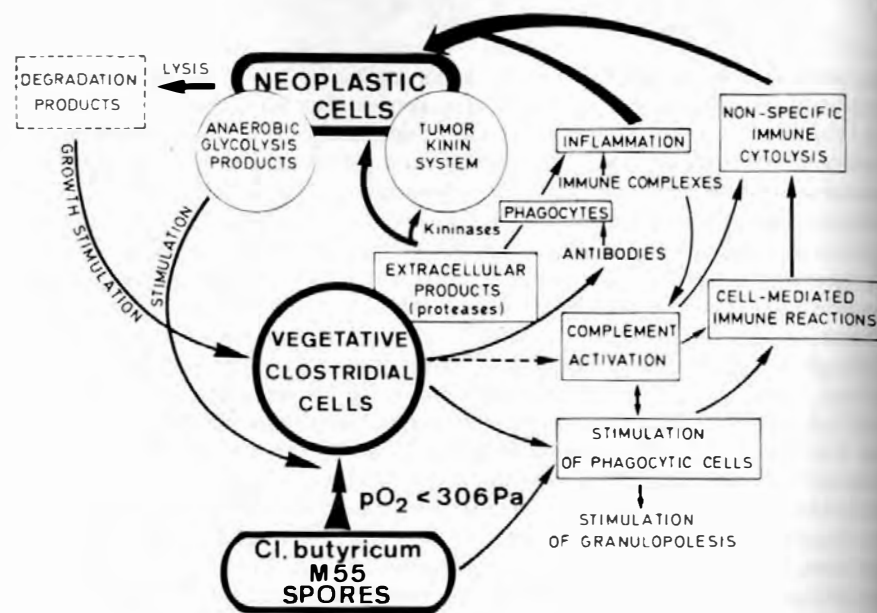 DEGRADATION
PRODUCTS
LYSIS
NEOPLASTIC
CELLS
ANAEROBIC
GLYCOLYSIS
PRODUCTS
TUMOR
KININ
SYSTEM
INFLAMMATION
NON-SPECIFIC
IMMUNE
CYTOLYSIS
IMMUNE COMPLEXES
PHAGOCYTES
Kininases
ANTIBODIES
EXTRACELLULAR
PRODUCTS
(proteases)
GROWTH STIMULATION
STIMULATION
VEGETATIVE
CLOSTRIDIAL
CELLS
COMPLEMENT
ACTIVATION
CELL-MEDIATED
IMMUNE REACTIONS
STIMULATION
OF PHAGOCYTIC CELLS
STIMULATION
OF GRANULOPOLESIS
pO₂ < 306 Pa
Cl. butyricum
M 55
SPORES